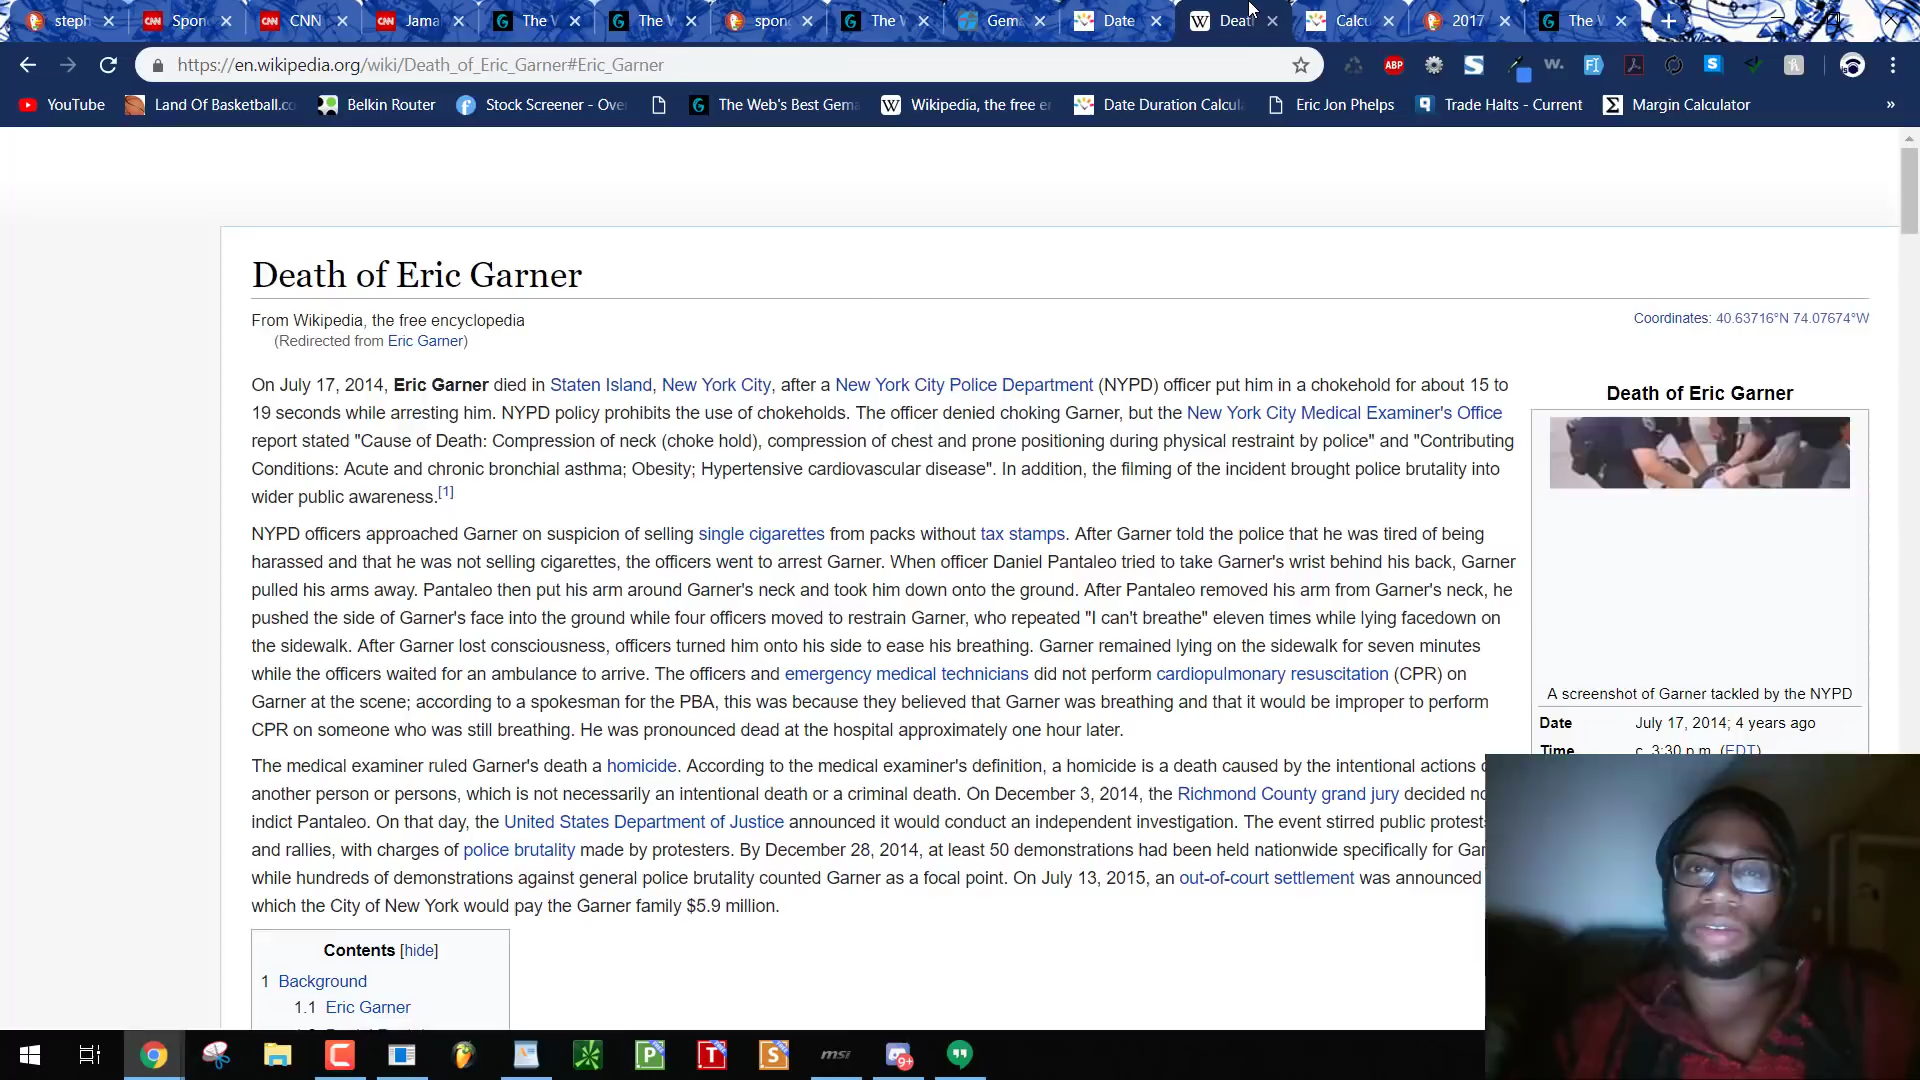 steph
Spon
CNN
Jama
The V
The V
spon
The V
Gema
Date
Deat
Calcu
2017
The V
https://en.wikipedia.org/wiki/Death_of_Eric_Garner#Eric_Garner
ABP
YouTube
Land Of Basketball.co
Belkin Router
Stock Screener - Ove
The Web's Best Gema
Wikipedia, the free e
Date Duration Calcul
Eric Jon Phelps
Trade Halts - Current
Margin Calculator
Death of Eric Garner
From Wikipedia, the free encyclopedia
(Redirected from Eric Garner)
Coordinates: 40.63716°N 74.07674°W
On July 17, 2014, Eric Garner died in Staten Island, New York City, after a New York City Police Department (NYPD) officer put him in a chokehold for about 15 to
19 seconds while arresting him. NYPD policy prohibits the use of chokeholds. The officer denied choking Garner, but the New York City Medical Examiner's Office
report stated "Cause of Death: Compression of neck (choke hold), compression of chest and prone positioning during physical restraint by police" and "Contributing
Conditions: Acute and chronic bronchial asthma; Obesity; Hypertensive cardiovascular disease". In addition, the filming of the incident brought police brutality into
wider public awareness.[1]
NYPD officers approached Garner on suspicion of selling single cigarettes from packs without tax stamps. After Garner told the police that he was tired of being
harassed and that he was not selling cigarettes, the officers went to arrest Garner. When officer Daniel Pantaleo tried to take Garner's wrist behind his back, Garner
pulled his arms away. Pantaleo then put his arm around Garner's neck and took him down onto the ground. After Pantaleo removed his arm from Garner's neck, he
pushed the side of Garner's face into the ground while four officers moved to restrain Garner, who repeated "I can't breathe" eleven times while lying facedown on
the sidewalk. After Garner lost consciousness, officers turned him onto his side to ease his breathing. Garner remained lying on the sidewalk for seven minutes
while the officers waited for an ambulance to arrive. The officers and emergency medical technicians did not perform cardiopulmonary resuscitation (CPR) on
Garner at the scene; according to a spokesman for the PBA, this was because they believed that Garner was breathing and that it would be improper to perform
CPR on someone who was still breathing. He was pronounced dead at the hospital approximately one hour later.
The medical examiner ruled Garner's death a homicide. According to the medical examiner's definition, a homicide is a death caused by the intentional actions
another person or persons, which is not necessarily an intentional death or a criminal death. On December 3, 2014, the Richmond County grand jury decided
indict Pantaleo. On that day, the United States Department of Justice announced it would conduct an independent investigation. The event stirred public protest
and rallies, with charges of police brutality made by protesters. By December 28, 2014, at least 50 demonstrations had been held nationwide specifically for Gar
while hundreds of demonstrations against general police brutality counted Garner as a focal point. On July 13, 2015, an out-of-court settlement was announced
which the City of New York would pay the Garner family $5.9 million.
Death of Eric Garner
A screenshot of Garner tackled by the NYPD
Date July 17, 2014; 4 years ago
Time c. 3:30 p.m. (EDT)
Contents [hide]
1 Background
1.1 Eric Garner
msi
9+